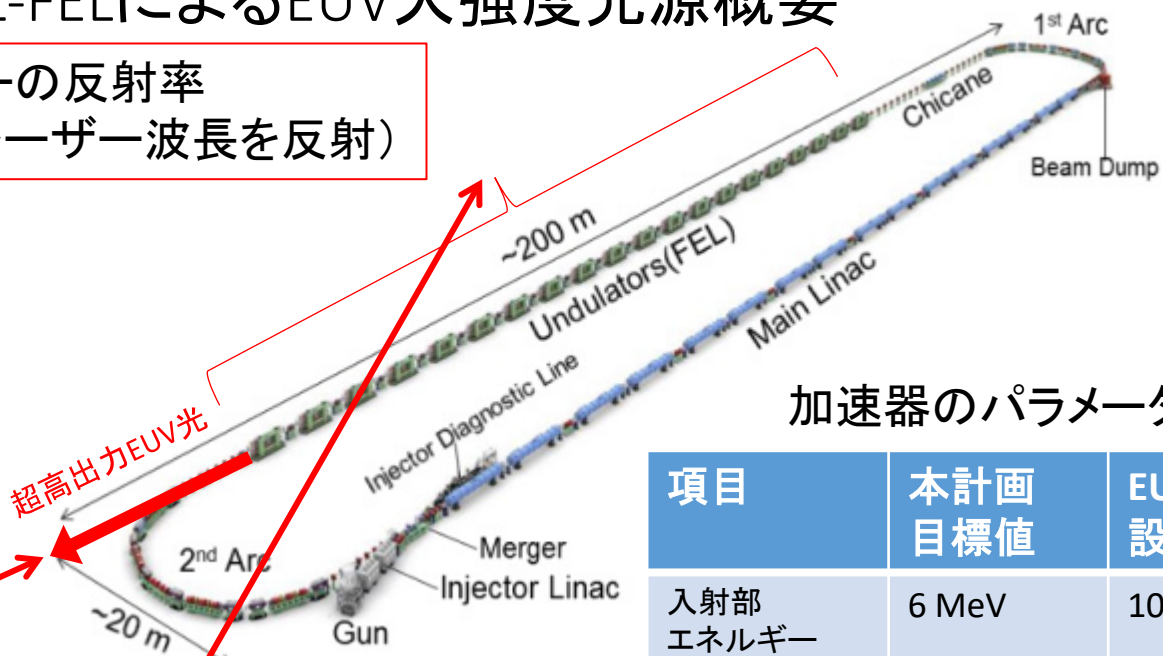 -FELによるEUV大強度光源概要
ーの反射率
ーザー波長を反射）
1st Arc
Chicane
Beam Dump
~200 m
Undulators(FEL)
Main Linac
Injector Diagnostic Line
超高出力EUV光
2nd Arc
Merger
Injector Linac
Gun
~20 m
加速器のパラメータ
項目
本計画
目標値
EU
設
入射部
エネルギー
6 MeV
10